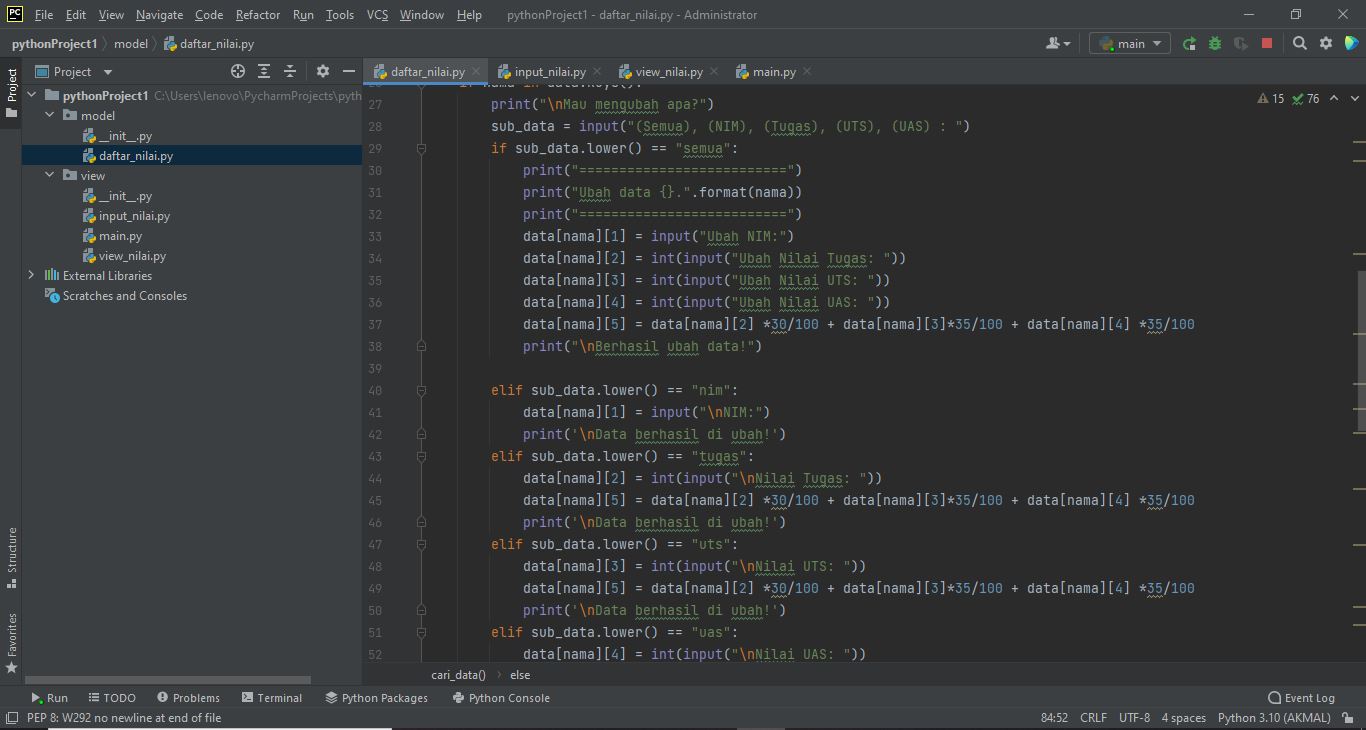 PC File Edit View Navigate Code Refactor Run Tools VCS Window Help pythonProject1 - daftar_nilai.py - Administrator
pythonProject1 model daftar_nilai.py main
Project daftar_nilai.py input_nilai.py view_nilai.py main.py
Project
pythonProject1 C:\Users\lenovo\PycharmProjects\pyth
model
__init__.py
daftar_nilai.py
view
__init__.py
input_nilai.py
main.py
view_nilai.py
External Libraries
Scratches and Consoles
Structure
Favorites
15 76
if nama in data.keys():
27 print("\nMau mengubah apa?")
28 sub_data = input("(Semua), (NIM), (Tugas), (UTS), (UAS) : ")
29 if sub_data.lower() == "semua":
30 print("==========================")
31 print("Ubah data {}.".format(nama))
32 print("==========================")
33 data[nama][1] = input("Ubah NIM:")
34 data[nama][2] = int(input("Ubah Nilai Tugas: "))
35 data[nama][3] = int(input("Ubah Nilai UTS: "))
36 data[nama][4] = int(input("Ubah Nilai UAS: "))
37 data[nama][5] = data[nama][2] *30/100 + data[nama][3]*35/100 + data[nama][4] *35/100
38 print("\nBerhasil ubah data!")
39
40 elif sub_data.lower() == "nim":
41 data[nama][1] = input("\nNIM:")
42 print('\nData berhasil di ubah!')
43 elif sub_data.lower() == "tugas":
44 data[nama][2] = int(input("\nNilai Tugas: "))
45 data[nama][5] = data[nama][2] *30/100 + data[nama][3]*35/100 + data[nama][4] *35/100
46 print('\nData berhasil di ubah!')
47 elif sub_data.lower() == "uts":
48 data[nama][3] = int(input("\nNilai UTS: "))
49 data[nama][5] = data[nama][2] *30/100 + data[nama][3]*35/100 + data[nama][4] *35/100
50 print('\nData berhasil di ubah!')
51 elif sub_data.lower() == "uas":
52 data[nama][4] = int(input("\nNilai UAS: "))
cari_data() else
Run TODO Problems Terminal Python Packages Python Console Event Log
PEP 8: W292 no newline at end of file 84:52 CRLF UTF-8 4 spaces Python 3.10 (AKMAL)